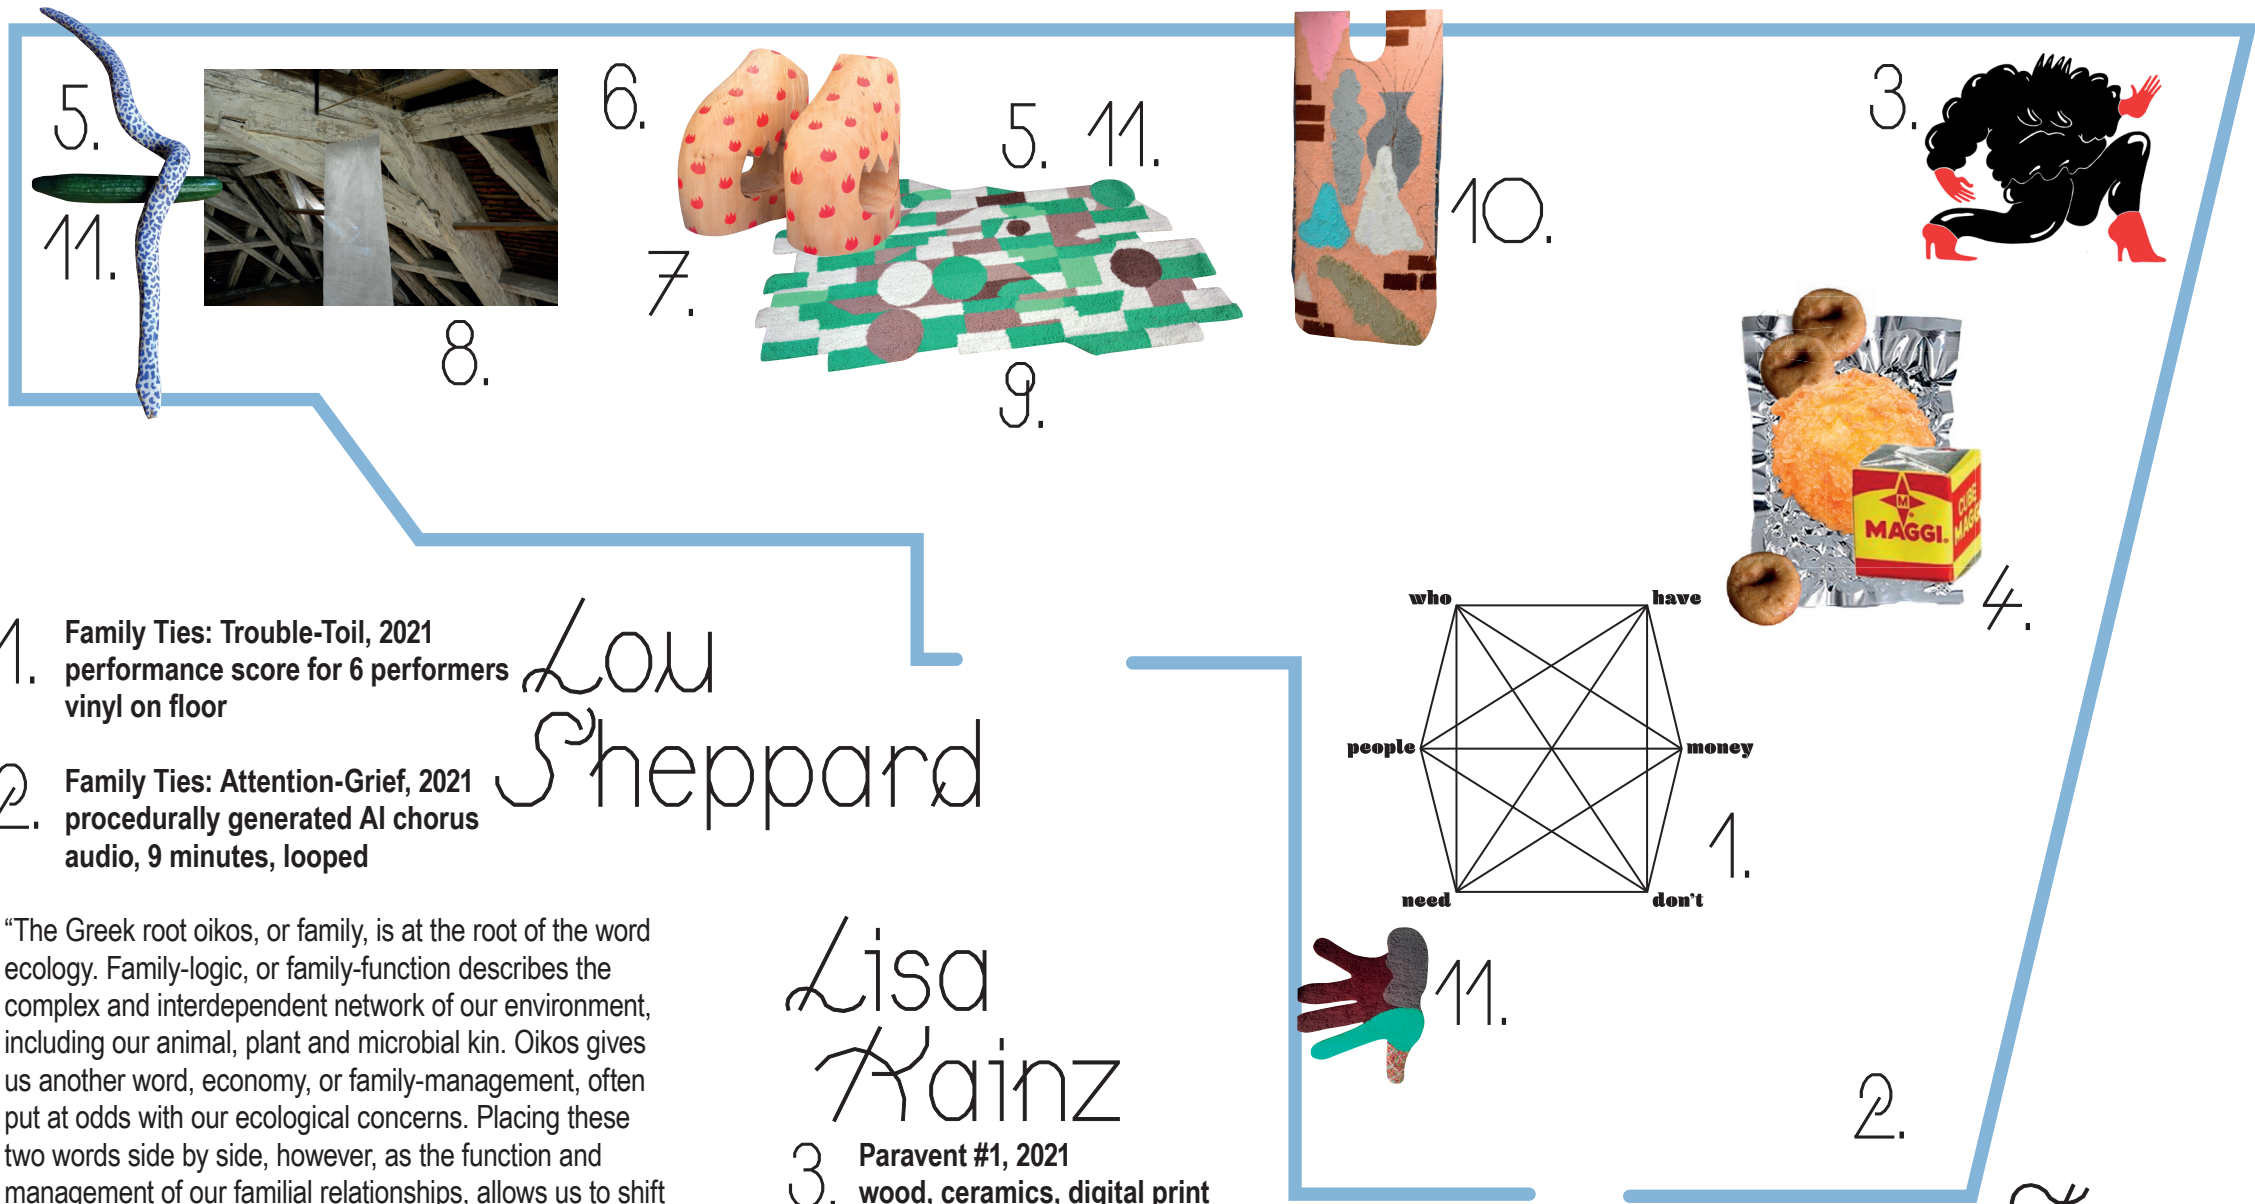 5.
11.
8.
6.
7.
5. 11.
9.
10.
3.
CUBE
MAGGI
M
MAGGI®
4.
who
have
people
money
need
don't
1.
11.
2.
1.
Family Ties: Trouble-Toil, 2021
performance score for 6 performers
vinyl on floor
Lou
Sheppard
2.
Family Ties: Attention-Grief, 2021
procedurally generated AI chorus
audio, 9 minutes, looped
“The Greek root oikos, or family, is at the root of the word
ecology. Family-logic, or family-function describes the
complex and interdependent network of our environment,
including our animal, plant and microbial kin. Oikos gives
us another word, economy, or family-management, often
put at odds with our ecological concerns. Placing these
two words side by side, however, as the function and
management of our familial relationships, allows us to shift
Lisa
Kainz
3.
Paravent #1, 2021
wood, ceramics, digital print